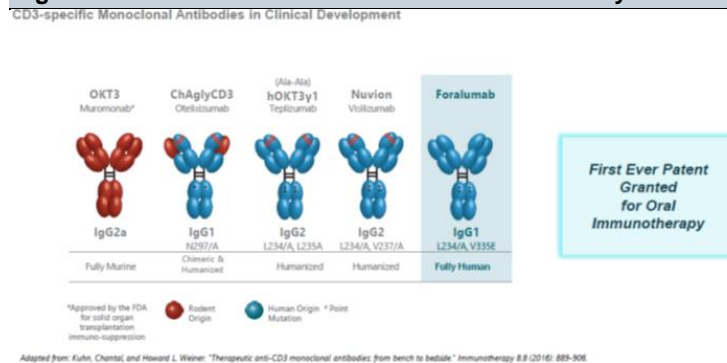 CD3-specific Monoclonal Antibodies in Clinical Development
OKT3
Muromonab*
ChAglyCD3
Otelixizumab
(Ala-Ala)
hOKT3γ1
Teplizumab
Nuvion
Visilizumab
Foralumab
IgG2a
IgG1
N297/A
IgG2
L234/A, L235A
IgG2
L234/A, V237/A
IgG1
L234/A, V335E
Fully Murine
Chimeric &
Humanized
Humanized
Humanized
Fully Human
First Ever Patent
Granted
for Oral
Immunotherapy
*Approved by the FDA
for solid organ
transplantation
immuno-suppression
Rodent
Origin
Human Origin * Point
Mutation
Adapted from: Kuhn, Chantal, and Howard L. Weiner. "Therapeutic anti-CD3 monoclonal antibodies: from bench to bedside." Immunotherapy 8.8 (2016): 889-906.